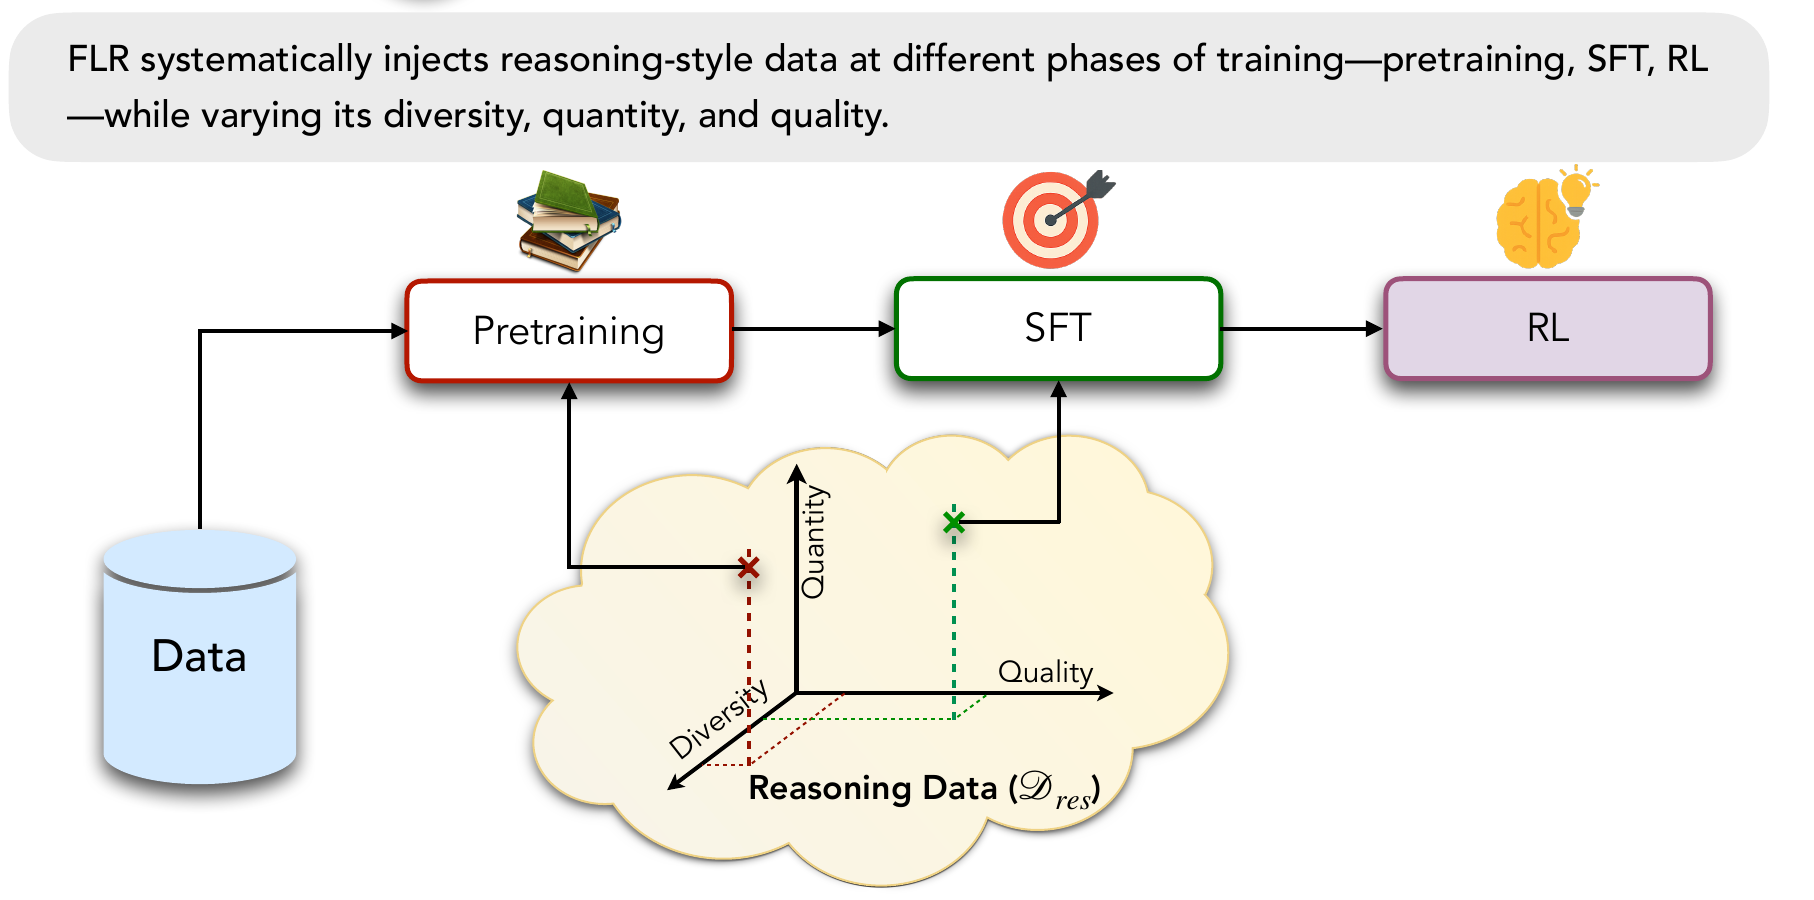 FLR systematically injects reasoning-style data at different phases of training—pretraining, SFT, RL
—while varying its diversity, quantity, and quality.
Pretraining
SFT
RL
Data
Quantity
Quality
Diversity
Reasoning Data (𝒟res)